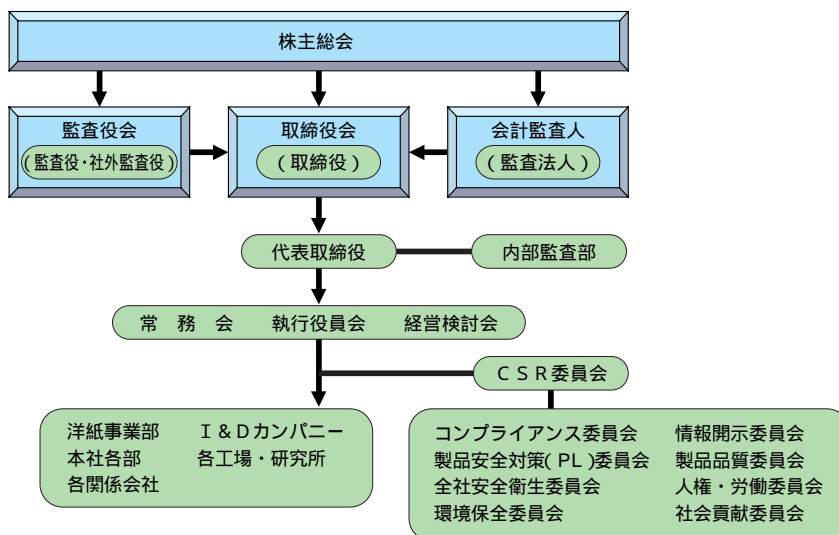 株主総会
監査役会
（監査役・社外監査役）
取締役会
（取締役）
会計監査人
（監査法人）
代表取締役
内部監査部
常　務　会　　執行役員会　　経営検討会
ＣＳＲ委員会
洋紙事業部　　Ｉ＆Ｄカンパニー
本社各部　　各工場・研究所
各関係会社
コンプライアンス委員会　　情報開示委員会
製品安全対策(ＰＬ)委員会　　製品品質委員会
全社安全衛生委員会　　人権・労働委員会
環境保全委員会　　社会貢献委員会